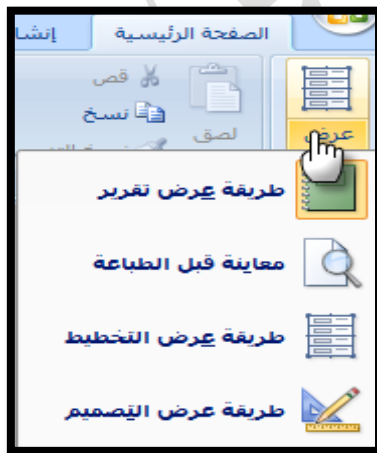 الصفحة الرئيسية إنشا
قص
نسخ
لصق
عرض
طريقة عرض تقرير
معاينة قبل الطباعة
طريقة عرض التخطيط
طريقة عرض التصميم